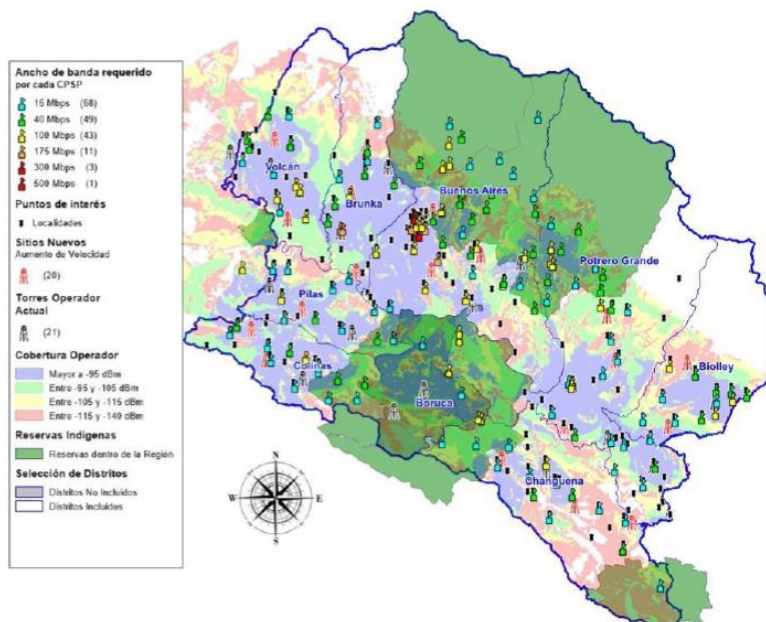 Ancho de banda requerido
por cada CPSP
15 Mbps (68)
40 Mbps (49)
100 Mbps (43)
175 Mbps (11)
300 Mbps (3)
500 Mbps (1)
Puntos de interés
Localidades
Sitios Nuevos
Aumento de Velocidad
(20)
Torres Operador
Actual
(21)
Cobertura Operador
Mayor a -95 dBm
Entre -95 y -105 dBm
Entre -105 y -115 dBm
Entre -115 y -140 dBm
Reservas Indigenas
Reservas dentro de la Región
Selección de Distritos
Distritos No Incluidos
Distritos Incluidos
Volcán
Buenos Aires
Brunka
Potrero Grande
Pilas
Colinas
Biolley
Boruca
Changuena
N
W E
S